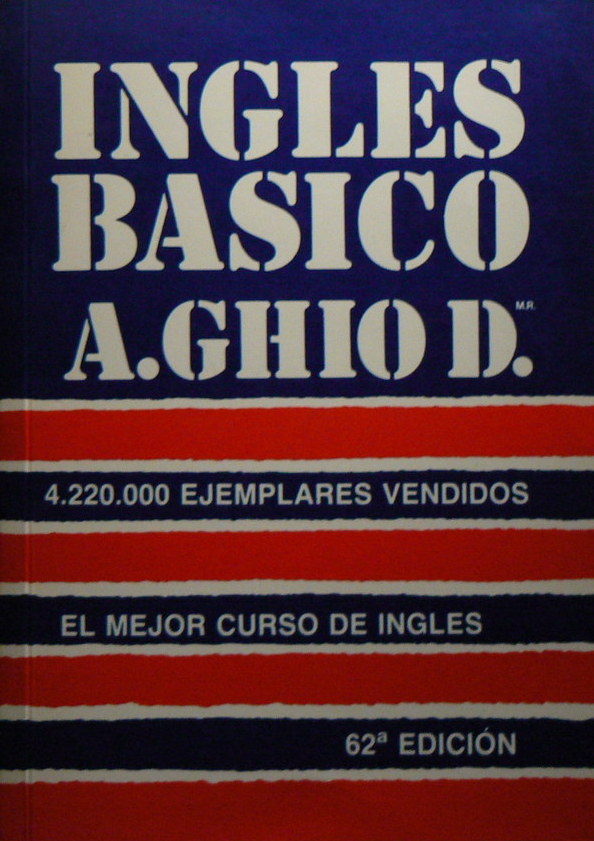 INGLES
BASICO
A.GHIO D.
M.R.
4.220.000 EJEMPLARES VENDIDOS
EL MEJOR CURSO DE INGLES
62ª EDICIÓN